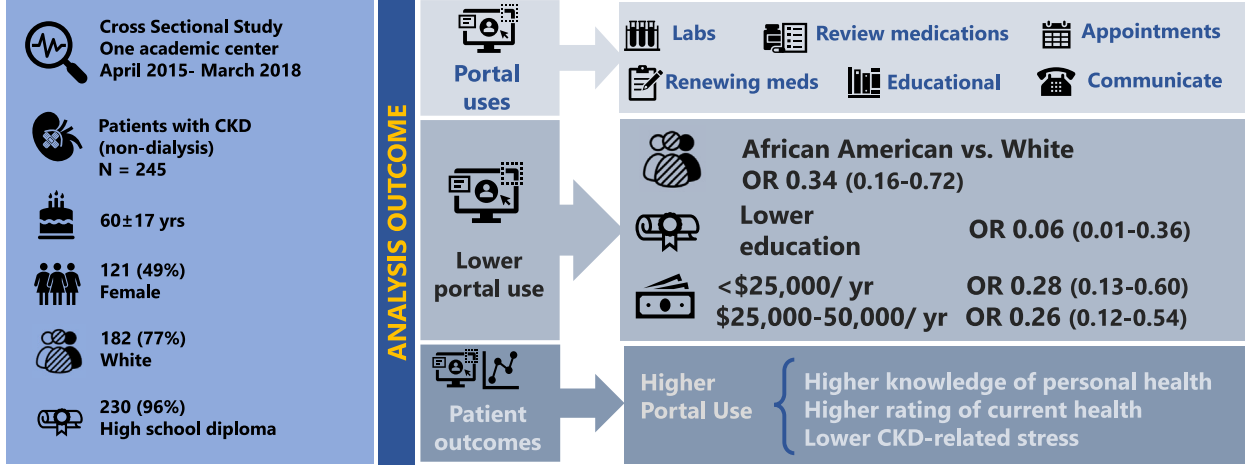 Cross Sectional Study
One academic center
April 2015- March 2018
Patients with CKD
(non-dialysis)
N = 245
60±17 yrs
121 (49%)
Female
182 (77%)
White
230 (96%)
High school diploma
ANALYSIS OUTCOME
Portal
uses
Labs
Review medications
Appointments
Renewing meds
Educational
Communicate
Lower
portal use
African American vs. White
OR 0.34 (0.16-0.72)
Lower
education
OR 0.06 (0.01-0.36)
<$25,000/ yr OR 0.28 (0.13-0.60)
$25,000-50,000/ yr OR 0.26 (0.12-0.54)
Patient
outcomes
Higher
Portal Use
Higher knowledge of personal health
Higher rating of current health
Lower CKD-related stress